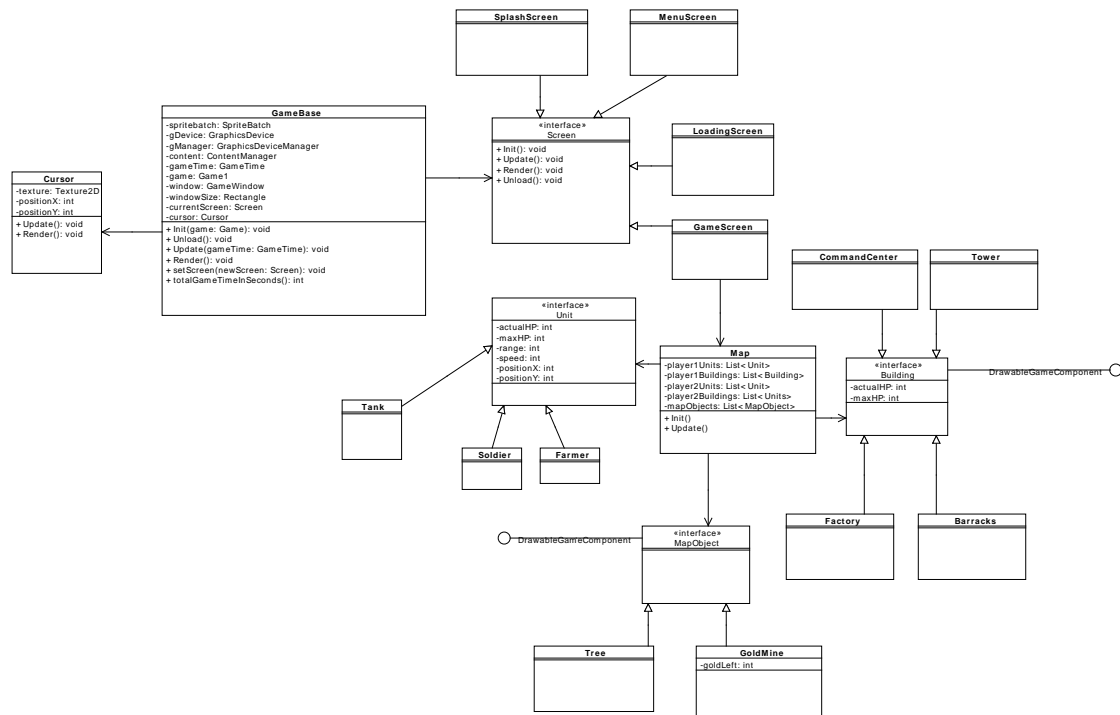 SplashScreen
MenuScreen
GameBase
-spritebatch: SpriteBatch
-gDevice: GraphicsDevice
-gManager: GraphicsDeviceManager
-content: ContentManager
-gameTime: GameTime
-game: Game1
-window: GameWindow
-windowSize: Rectangle
-currentScreen: Screen
-cursor: Cursor
+ Init(game: Game): void
+ Unload(): void
+ Update(gameTime: GameTime): void
+ Render(): void
+ setScreen(newScreen: Screen): void
+ totalGameTimeInSeconds(): int
«interface»
Screen
+ Init(): void
+ Update(): void
+ Render(): void
+ Unload(): void
LoadingScreen
Cursor
-texture: Texture2D
-positionX: int
-positionY: int
+ Update(): void
+ Render(): void
GameScreen
CommandCenter
Tower
«interface»
Unit
-actualHP: int
-maxHP: int
-range: int
-speed: int
-positionX: int
-positionY: int
Map
-player1Units: List< Unit>
-player1Buildings: List< Building>
-player2Units: List< Unit>
-player2Buildings: List< Units>
-mapObjects: List< MapObject>
+ Init()
+ Update()
«interface»
Building
-actualHP: int
-maxHP: int
DrawableGameComponent
Tank
Soldier
Farmer
Factory
Barracks
DrawableGameComponent
«interface»
MapObject
Tree
GoldMine
-goldLeft: int